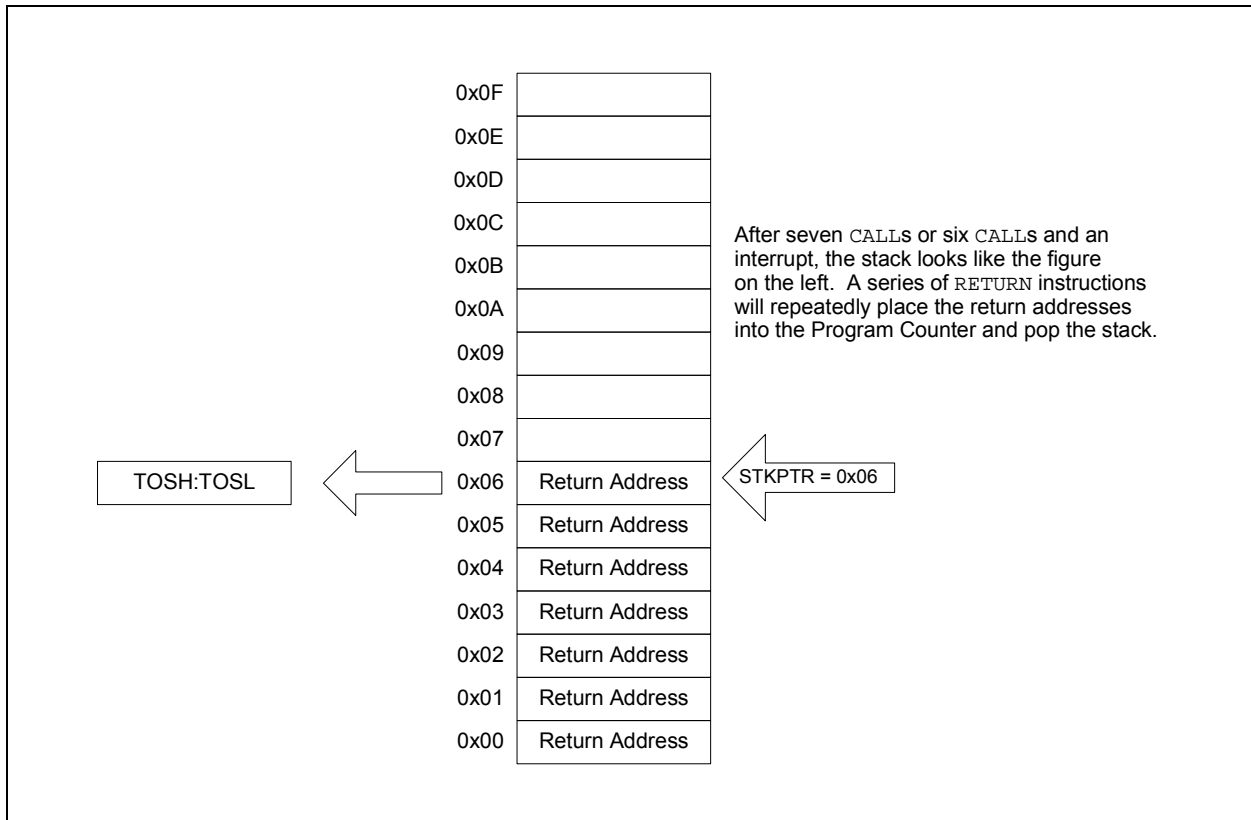 0x0F
0x0E
0x0D
0x0C
0x0B
0x0A
0x09
0x08
0x07
After seven CALLs or six CALLs and an
interrupt, the stack looks like the figure
on the left. A series of RETURN instructions
will repeatedly place the return addresses
into the Program Counter and pop the stack.
TOSH:TOSL
0x06 Return Address
STKPTR = 0x06
0x05 Return Address
0x04 Return Address
0x03 Return Address
0x02 Return Address
0x01 Return Address
0x00 Return Address